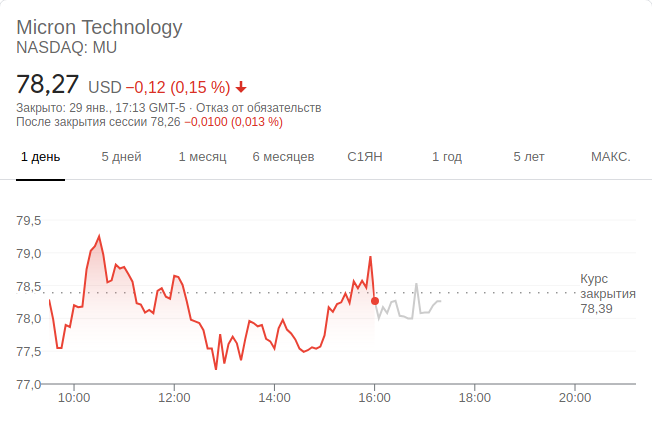 Micron Technology
NASDAQ: MU
78,27 USD −0,12 (0,15 %)
Закрыто: 29 янв., 17:13 GMT-5 · Отказ от обязательств
После закрытия сессии 78,26 −0,0100 (0,013 %)
1 день 5 дней 1 месяц 6 месяцев С1ЯН 1 год 5 лет МАКС.
79,5
79,0
78,5
78,0
77,5
77,0
Курс
закрытия
78,39
10:00 12:00 14:00 16:00 18:00 20:00